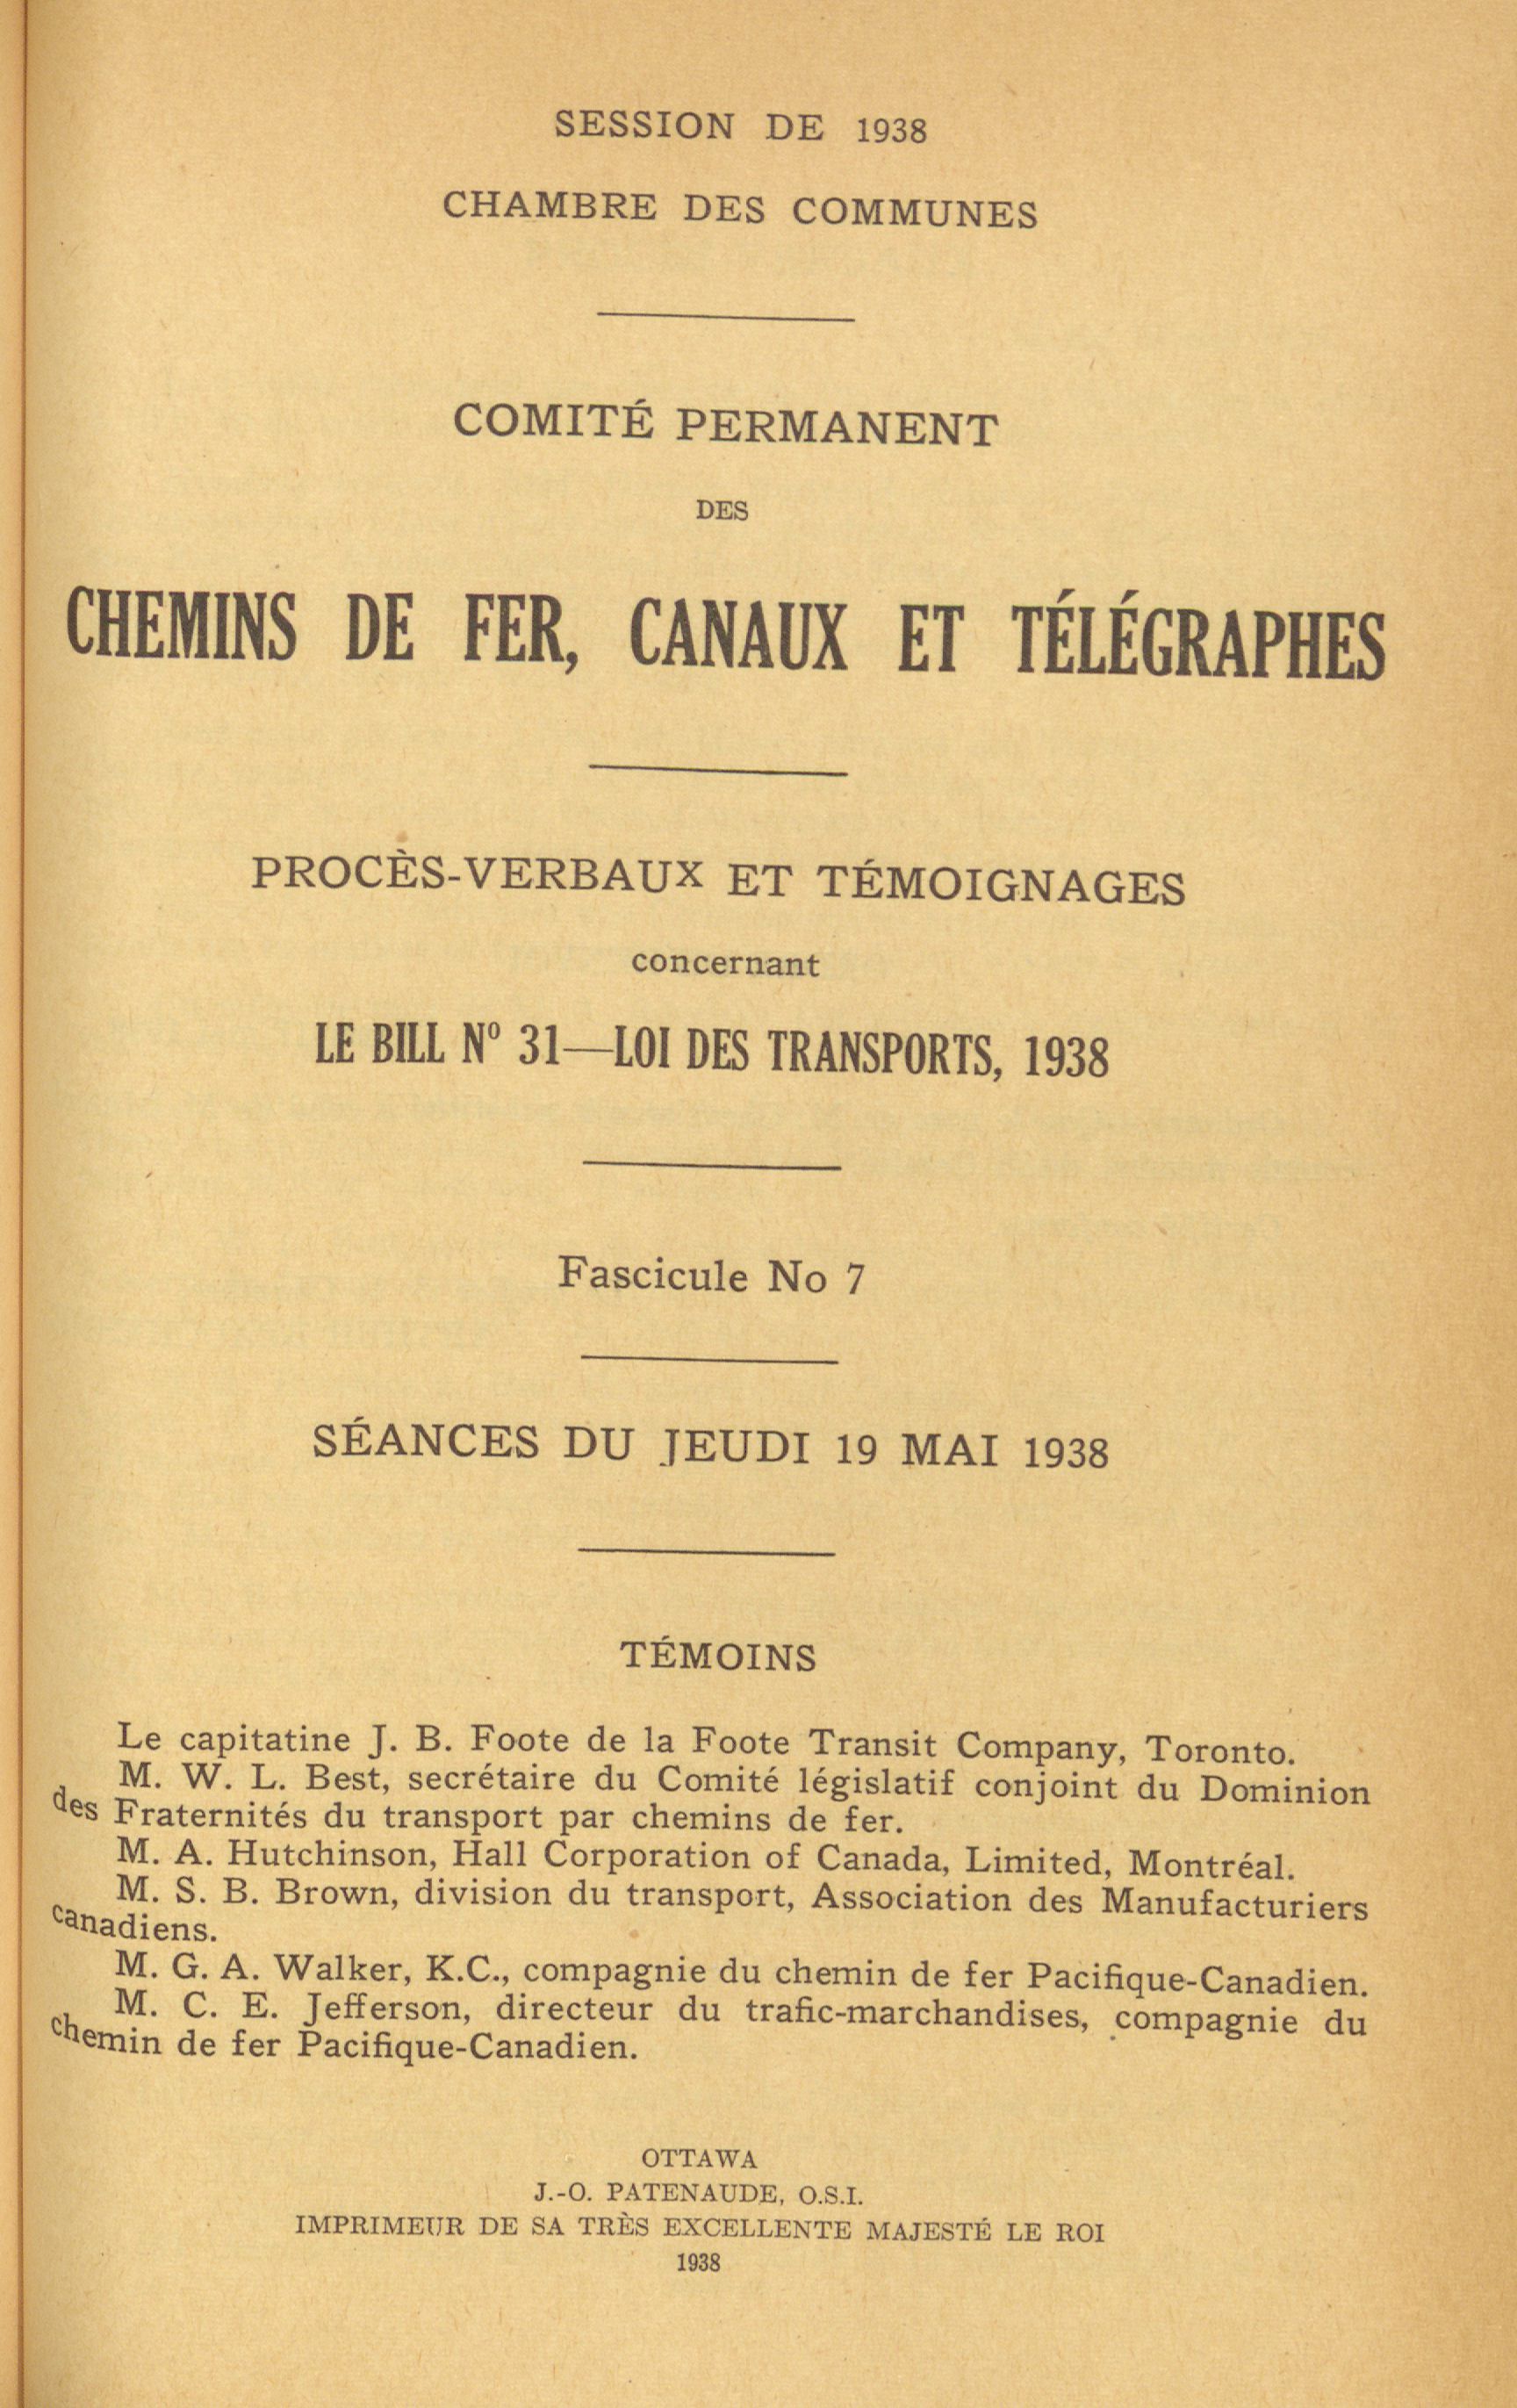 SESSION DE 1938
CHAMBRE DES COMMUNES
COMITÉ PERMANENT
DES
CHEMINS DE FER, CANAUX ET TÉLÉGRAPHES
PROCÈS-VERBAUX ET TÉMOIGNAGES
concernant
LE BILL Nº 31—LOI DES TRANSPORTS, 1938
Fascicule No 7
SÉANCES DU JEUDI 19 MAI 1938
TÉMOINS
Le capitatine J. B. Foote de la Foote Transit Company, Toronto.
M. W. L. Best, secrétaire du Comité législatif conjoint du Dominion
des Fraternités du transport par chemins de fer.
M. A. Hutchinson, Hall Corporation of Canada, Limited, Montréal.
M. S. B. Brown, division du transport, Association des Manufacturiers
canadiens.
M. G. A. Walker, K.C., compagnie du chemin de fer Pacifique-Canadien.
M. C. E. Jefferson, directeur du trafic-marchandises, compagnie du
chemin de fer Pacifique-Canadien.
OTTAWA
J.-O. PATENAUDE, O.S.I.
IMPRIMEUR DE SA TRÈS EXCELLENTE MAJESTÉ LE ROI
1938